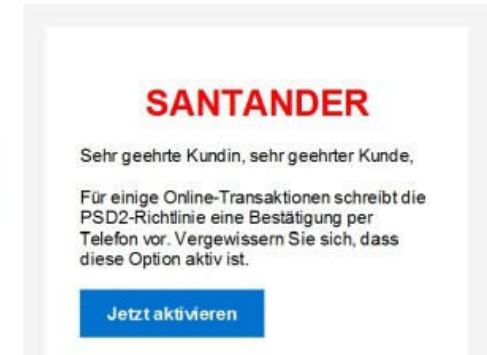 SANTANDER
Sehr geehrte Kundin, sehr geehrter Kunde,
Für einige Online-Transaktionen schreibt die
PSD2-Richtlinie eine Bestätigung per
Telefon vor. Vergewissern Sie sich, dass
diese Option aktiv ist.
Jetzt aktivieren